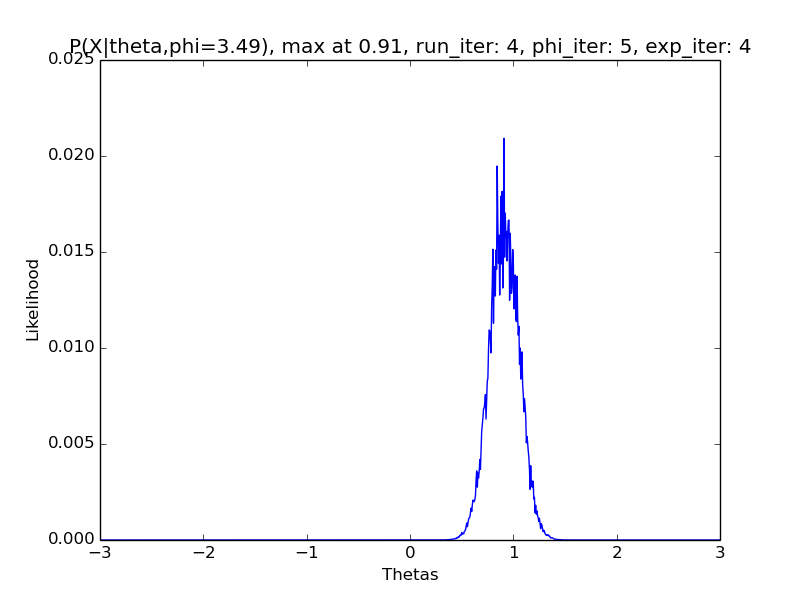 P(X|theta,phi=3.49), max at 0.91, run_iter: 4, phi_iter: 5, exp_iter: 4
0.025
0.020
0.015
0.010
0.005
0.000
Likelihood
−3 −2 −1 0 1 2 3
Thetas